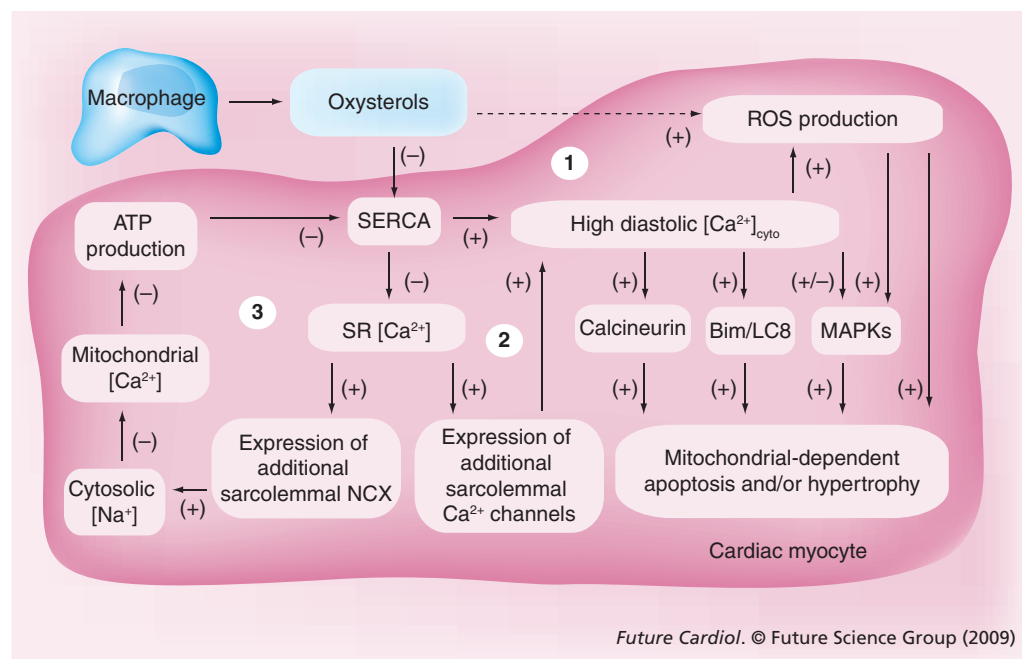 Macrophage
Oxysterols
ROS production
(+)
(–)
1
(+)
ATP
production
(–)
SERCA
(+)
High diastolic [Ca²⁺]cyto
(–)
(–)
(+)
(+)
(+)
(+/–)
(+)
3
SR [Ca²⁺]
2
Calcineurin
Bim/LC8
MAPKs
Mitochondrial
[Ca²⁺]
(+)
(+)
(+)
(+)
(+)
(+)
(–)
Expression of
additional
sarcolemmal NCX
Expression of
additional
sarcolemmal
Ca²⁺ channels
Mitochondrial-dependent
apoptosis and/or hypertrophy
Cytosolic
[Na⁺]
(+)
Cardiac myocyte
Future Cardiol. © Future Science Group (2009)